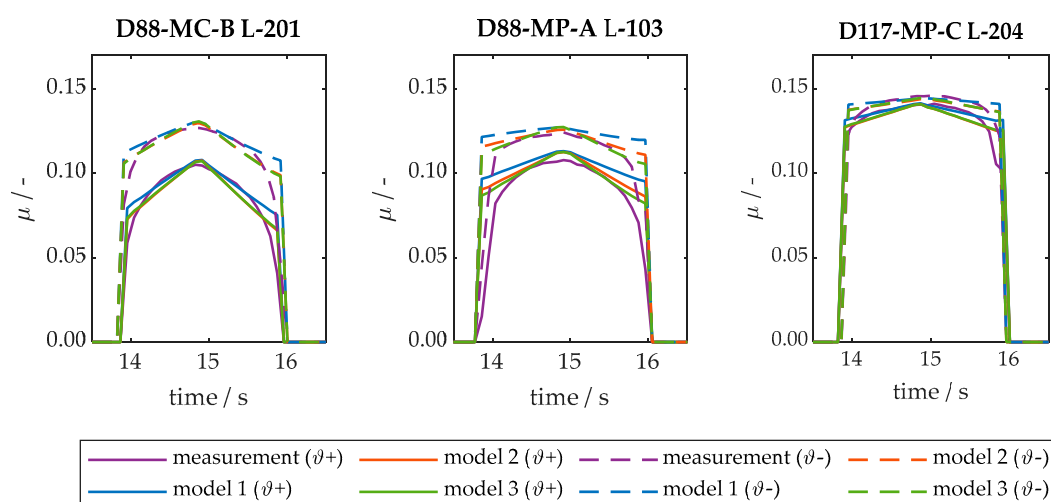 D88-MC-B L-201
D88-MP-A L-103
D117-MP-C L-204
0.15
0.10
0.05
0.00
μ / -
14 15 16
time / s
0.15
0.10
0.05
0.00
μ / -
14 15 16
time / s
0.15
0.10
0.05
0.00
μ / -
14 15 16
time / s
measurement (ϑ+) model 2 (ϑ+) measurement (ϑ-) model 2 (ϑ-)
model 1 (ϑ+) model 3 (ϑ+) model 1 (ϑ-) model 3 (ϑ-)